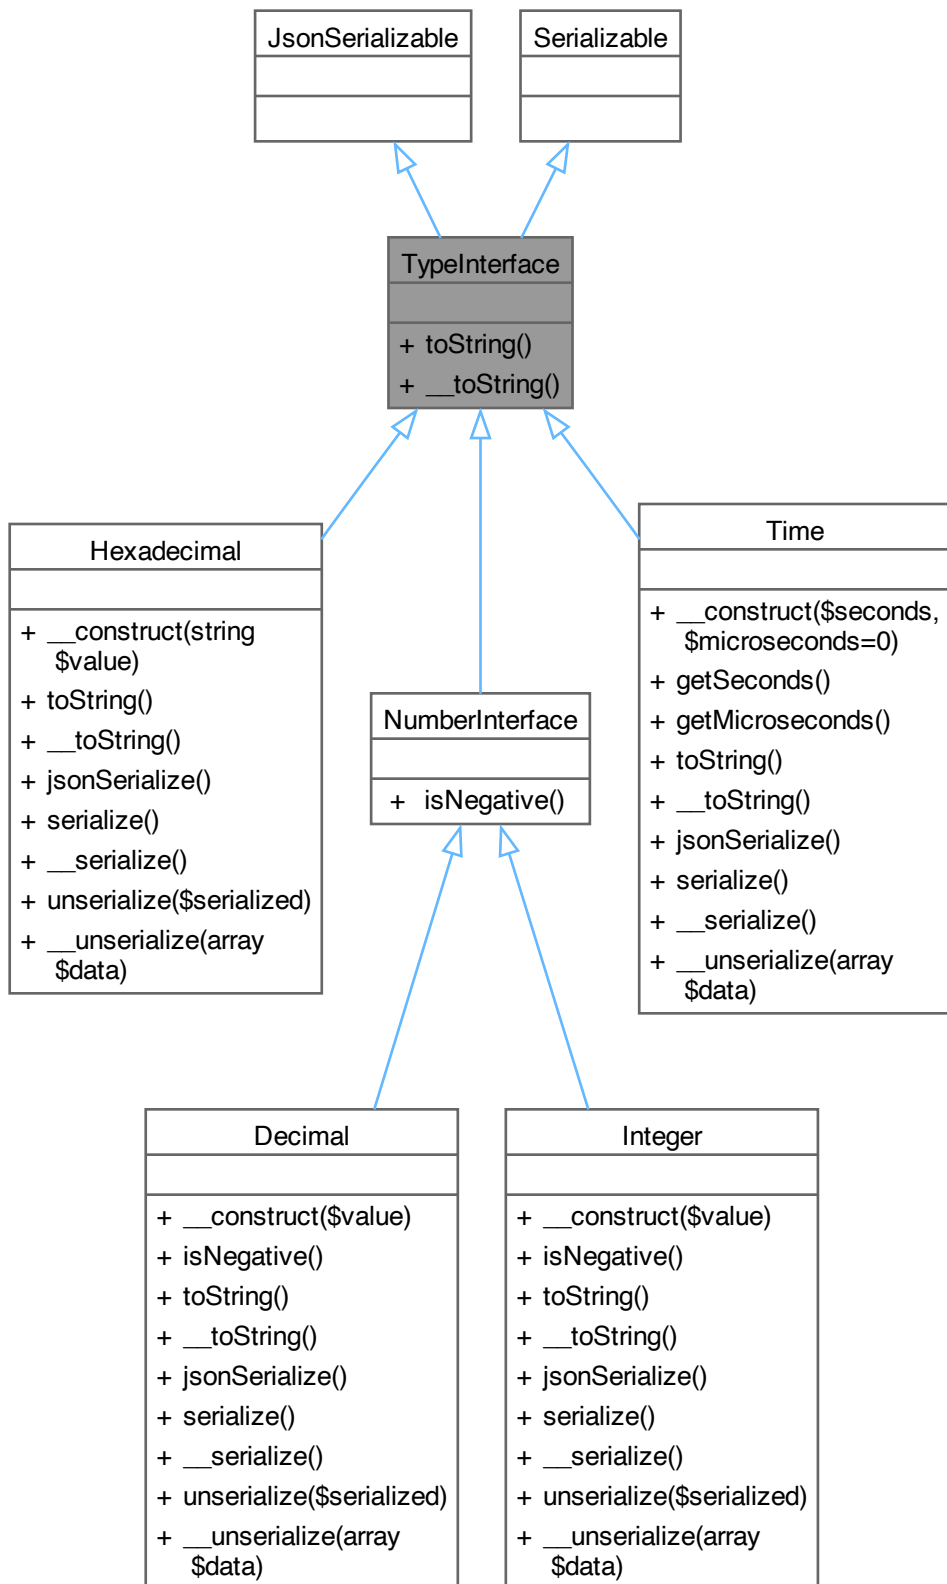 JsonSerializable
Serializable
TypeInterface
+ toString()
+ __toString()
Hexadecimal
+ __construct(string
$value)
+ toString()
+ __toString()
+ jsonSerialize()
+ serialize()
+ __serialize()
+ unserialize($serialized)
+ __unserialize(array
$data)
NumberInterface
+ isNegative()
Time
+ __construct($seconds,
$microseconds=0)
+ getSeconds()
+ getMicroseconds()
+ toString()
+ __toString()
+ jsonSerialize()
+ serialize()
+ __serialize()
+ __unserialize(array
$data)
Decimal
+ __construct($value)
+ isNegative()
+ toString()
+ __toString()
+ jsonSerialize()
+ serialize()
+ __serialize()
+ unserialize($serialized)
+ __unserialize(array
$data)
Integer
+ __construct($value)
+ isNegative()
+ toString()
+ __toString()
+ jsonSerialize()
+ serialize()
+ __serialize()
+ unserialize($serialized)
+ __unserialize(array
$data)